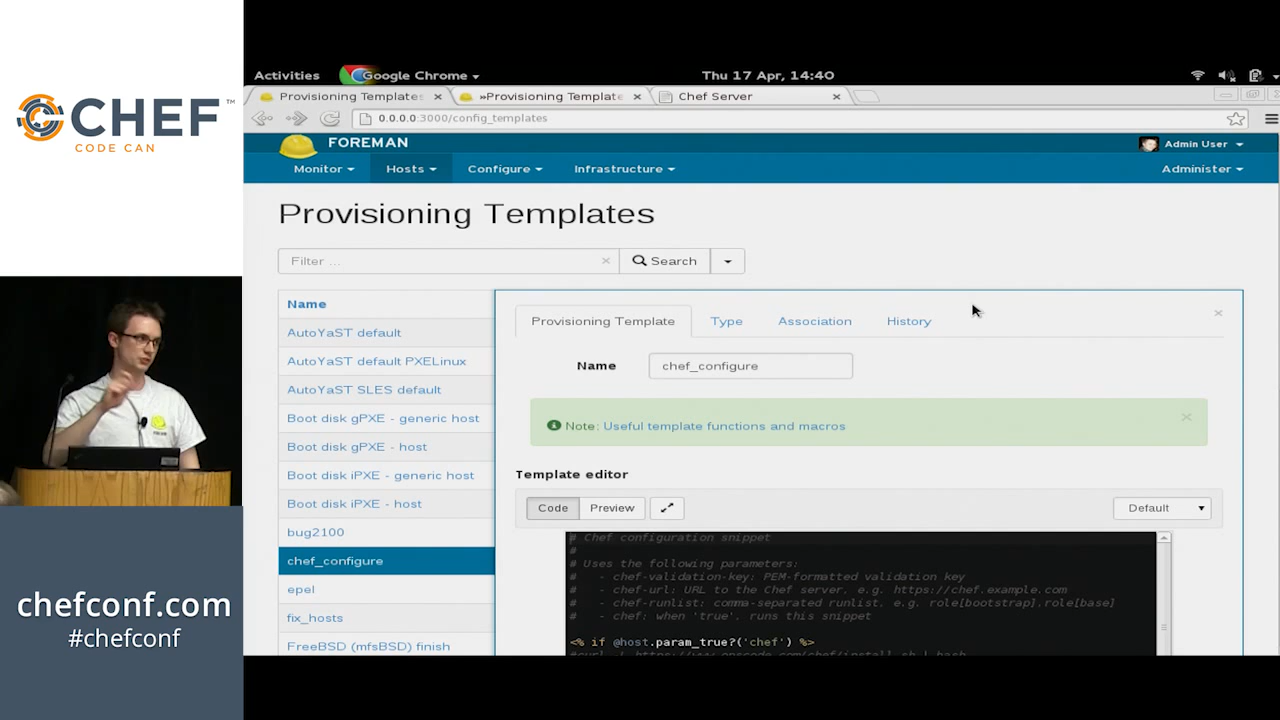 CHEF™
CODE CAN
chefconf.com
#chefconf
Activities
Google Chrome
Thu 17 Apr, 14:40
Provisioning Templates
»Provisioning Template
Chef Server
0.0.0.0:3000/config_templates
FOREMAN
Admin User
Monitor
Hosts
Configure
Infrastructure
Administer
Provisioning Templates
Filter ...
Search
Name
AutoYaST default
AutoYaST default PXELinux
AutoYaST SLES default
Boot disk gPXE - generic host
Boot disk gPXE - host
Boot disk iPXE - generic host
Boot disk iPXE - host
bug2100
chef_configure
epel
fix_hosts
FreeBSD (mfsBSD) finish
Provisioning Template
Type
Association
History
Name
chef_configure
Note: Useful template functions and macros
Template editor
Code
Preview
Default
# Chef configuration snippet
#
# Uses the following parameters:
# - chef-validation-key: PEM-formatted validation key
# - chef-url: URL to the Chef server. e.g. https://chef.example.com
# - chef-runlist: comma-separated runlist. e.g. role[bootstrap].role[base]
# - chef: when 'true'. runs this snippet
<% if @host.param_true?('chef') %>